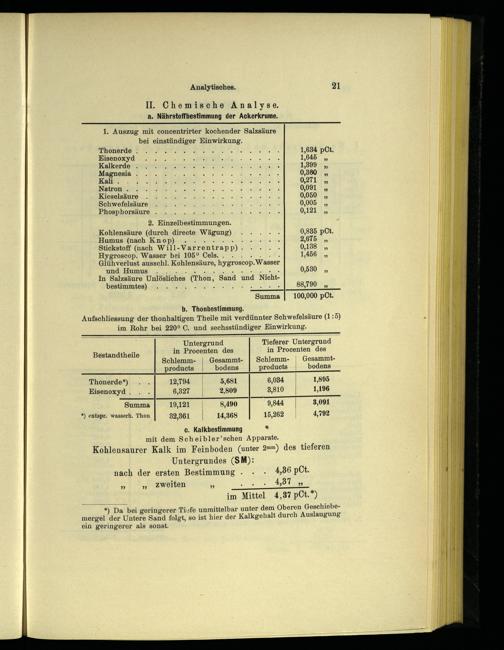 Analytisches. 21
II. Chemische Analyse.
a. Nährstoffbestimmung der Ackerkrume.
1. Auszug mit concentrirter kochender Salzsäure
bei einstündiger Einwirkung.
Thonerde . . . . . . . . . . . . . 1,634 pCt.
Eisenoxyd . . . . . . . . . . . . . 1,645 „
Kalkerde . . . . . . . . . . . . . 1,399 „
Magnesia . . . . . . . . . . . . . 0,380 „
Kali . . . . . . . . . . . . . . . 0,271 „
Natron . . . . . . . . . . . . . . 0,091 „
Kieselsäure . . . . . . . . . . . . 0,050 „
Schwefelsäure . . . . . . . . . . . 0,005 „
Phosphorsäure . . . . . . . . . . . 0,121 „
2. Einzelbestimmungen.
Kohlensäure (durch directe Wägung) . . . . 0,835 pCt.
Humus (nach Knop) . . . . . . . . . 2,675 „
Stickstoff (nach Will-Varrentrapp) . . . . 0,138 „
Hygroscop. Wasser bei 105° Cels. . . . . . 1,456 „
Glühverlust ausschl. Kohlensäure, hygroscop. Wasser
und Humus . . . . . . . . . . . 0,530 „
In Salzsäure Unlösliches (Thon, Sand und Nicht-
bestimmtes) . . . . . . . . . . . 88,790 „
Summa 100,000 pCt.
b. Thonbestimmung.
Aufschliessung der thonhaltigen Theile mit verdünnter Schwefelsäure (1:5)
im Rohr bei 220° C. und sechsstündiger Einwirkung.
Bestandtheile Untergrund in Procenten des Tieferer Untergrund in Procenten des
Schlemm-products Gesammt-bodens Schlemm-products Gesammt-bodens
Thonerde*) . . 12,794 5,681 6,034 1,895
Eisenoxyd . . . 6,327 2,809 3,810 1,196
Summa 19,121 8,490 9,844 3,091
*) entspr. wasserh. Thon 32,361 14,368 15,262 4,792
c. Kalkbestimmung *
mit dem Scheibler'schen Apparate.
Kohlensaurer Kalk im Feinboden (unter 2mm) des tieferen
Untergrundes (SM):
nach der ersten Bestimmung . . . 4,36 pCt.
„ „ zweiten „ . . . 4,37 „
im Mittel 4,37 pCt.*)
*) Da bei geringerer Tiefe unmittelbar unter dem Oberen Geschiebe-
mergel der Untere Sand folgt, so ist hier der Kalkgehalt durch Auslaugung
ein geringerer als sonst.